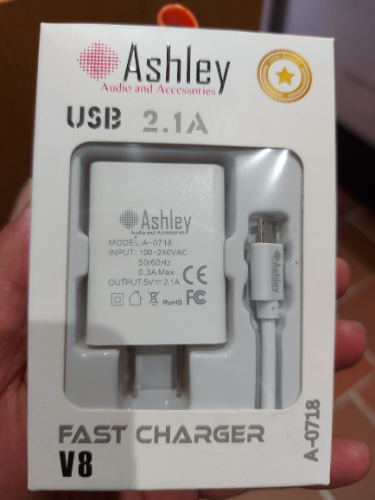 Ashley
Audio and Accessories
USB 2.1A
Ashley
Audio and Accessories
MODEL:A-0718
INPUT: 100-240VAC
50/60Hz
0.3A Max
OUTPUT:5V⎓2.1A
CE
RoHS FC
Ashley
FAST CHARGER
V8
A-0718